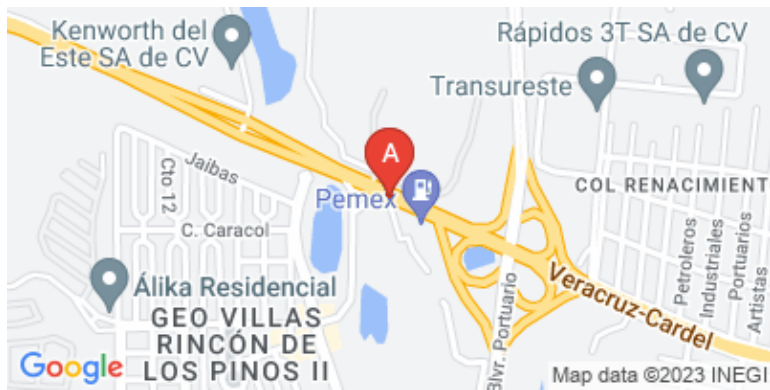 Kenworth del
Este SA de CV
Rápidos 3T SA de CV
Transureste
A
Jaibas
Cto 12
COL RENACIMIENT
Pemex
C. Caracol
Petroleros
Industriales
Portuarios
Artistas
Veracruz-Cardel
Álika Residencial
GEO VILLAS
RINCÓN DE
LOS PINOS II
Blvr. Portuario
Google
Map data ©2023 INEGI